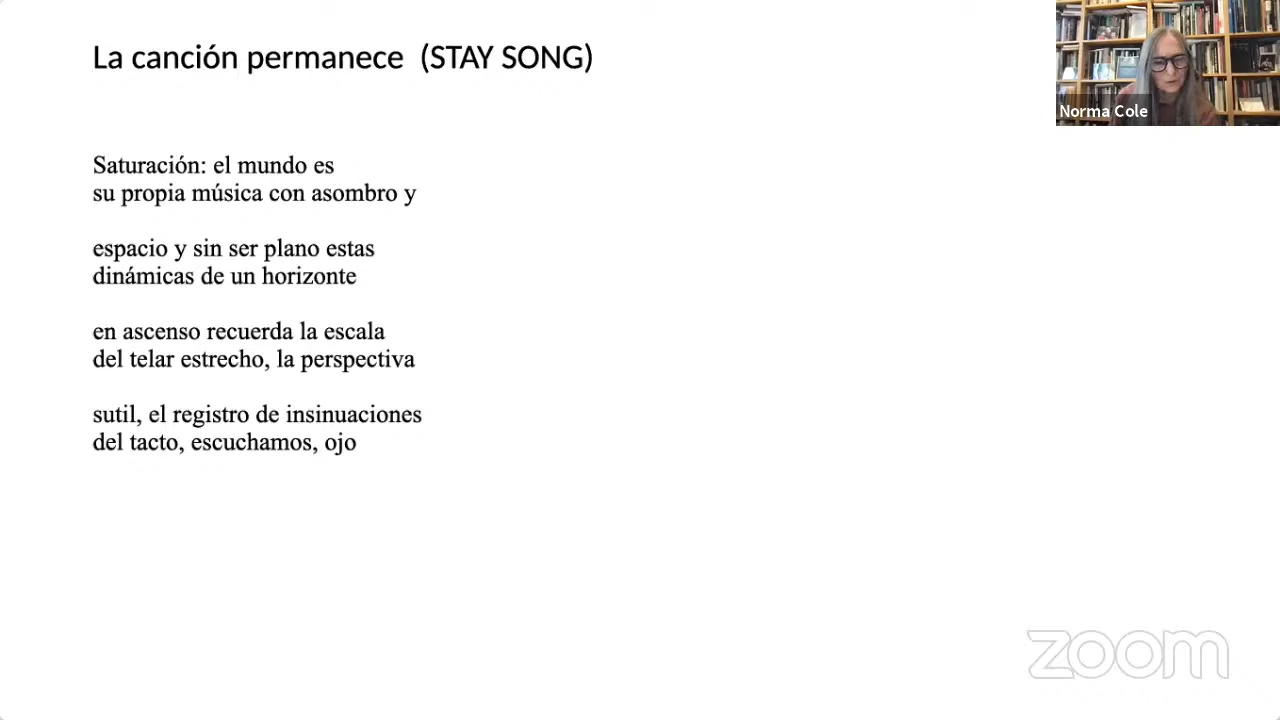 La canción permanece (STAY SONG)
Norma Cole
Saturación: el mundo es
su propia música con asombro y
espacio y sin ser plano estas
dinámicas de un horizonte
en ascenso recuerda la escala
del telar estrecho, la perspectiva
sutil, el registro de insinuaciones
del tacto, escuchamos, ojo
zoom